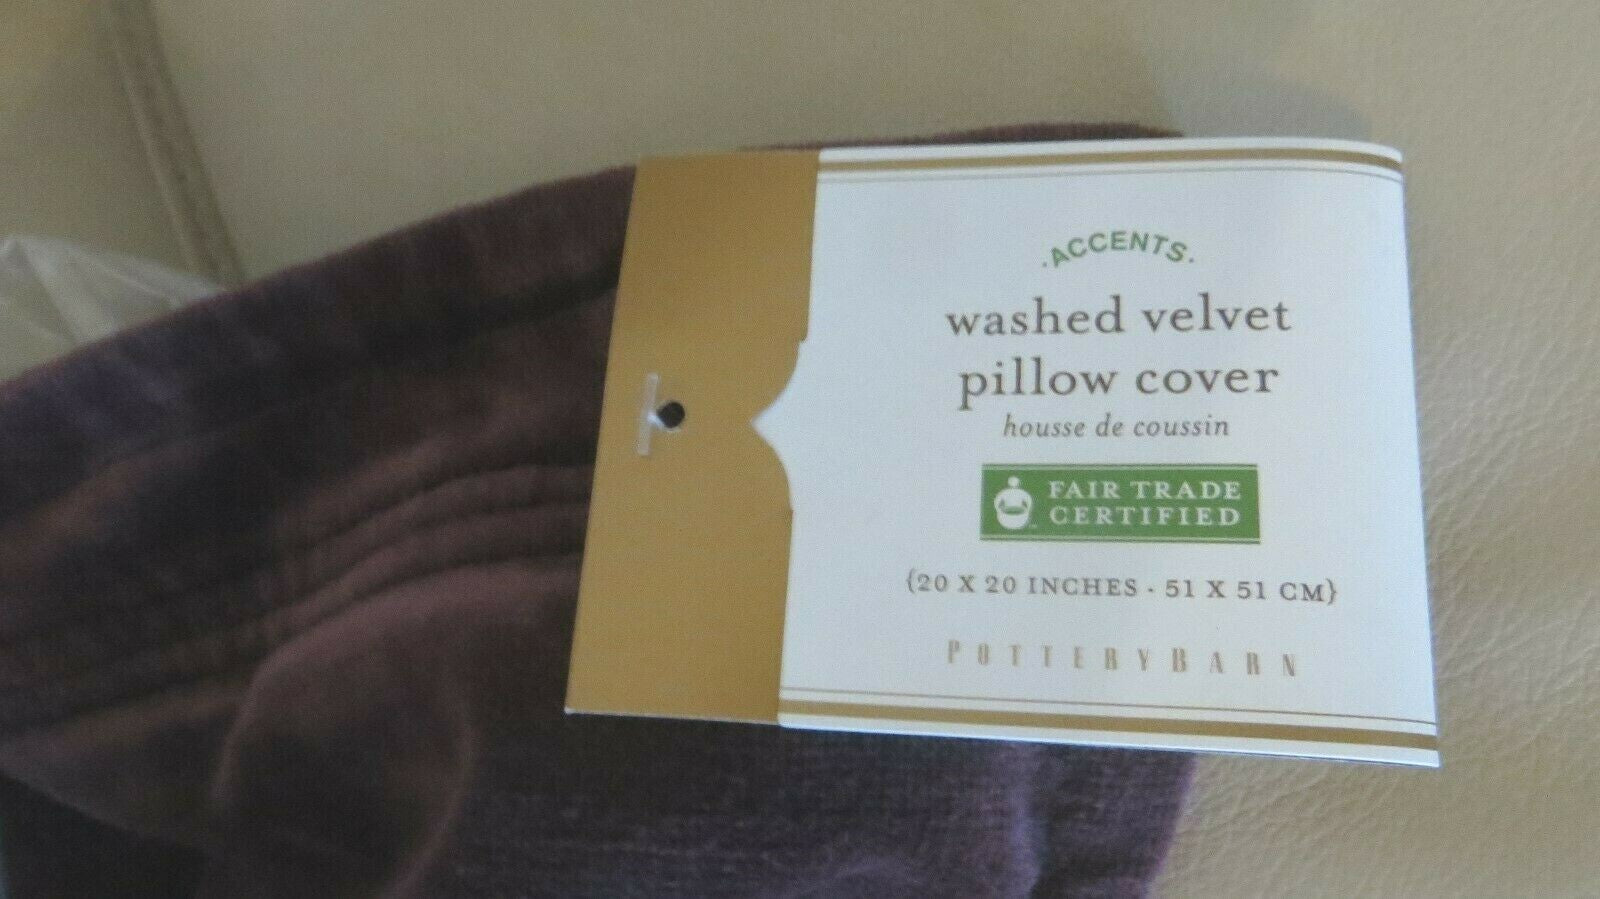 ·ACCENTS·
washed velvet
pillow cover
housse de coussin
FAIR TRADE
CERTIFIED
{20 X 20 INCHES · 51 X 51 CM}
POTTERYBARN